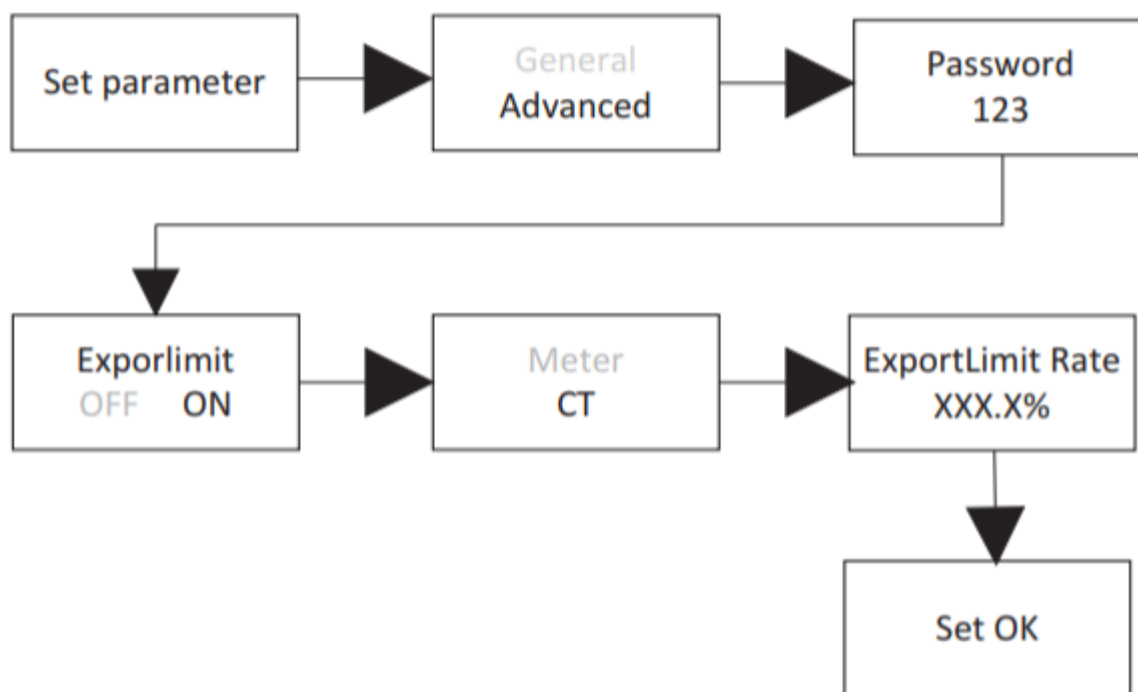 Set parameter
General
Advanced
Password
123
Exporlimit
OFF ON
Meter
CT
ExportLimit Rate
XXX.X%
Set OK